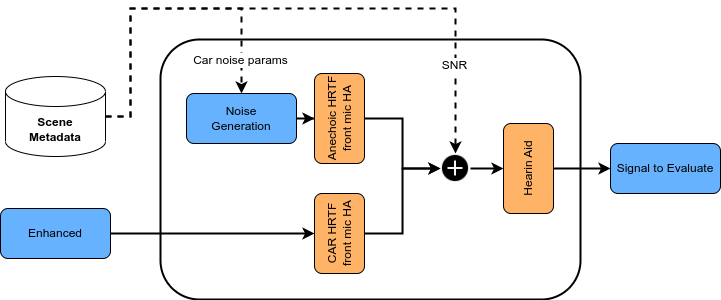 Car noise params
SNR
Scene
Metadata
Noise
Generation
Anechoic HRTF
front mic HA
Hearin Aid
Signal to Evaluate
Enhanced
CAR HRTF
front mic HA